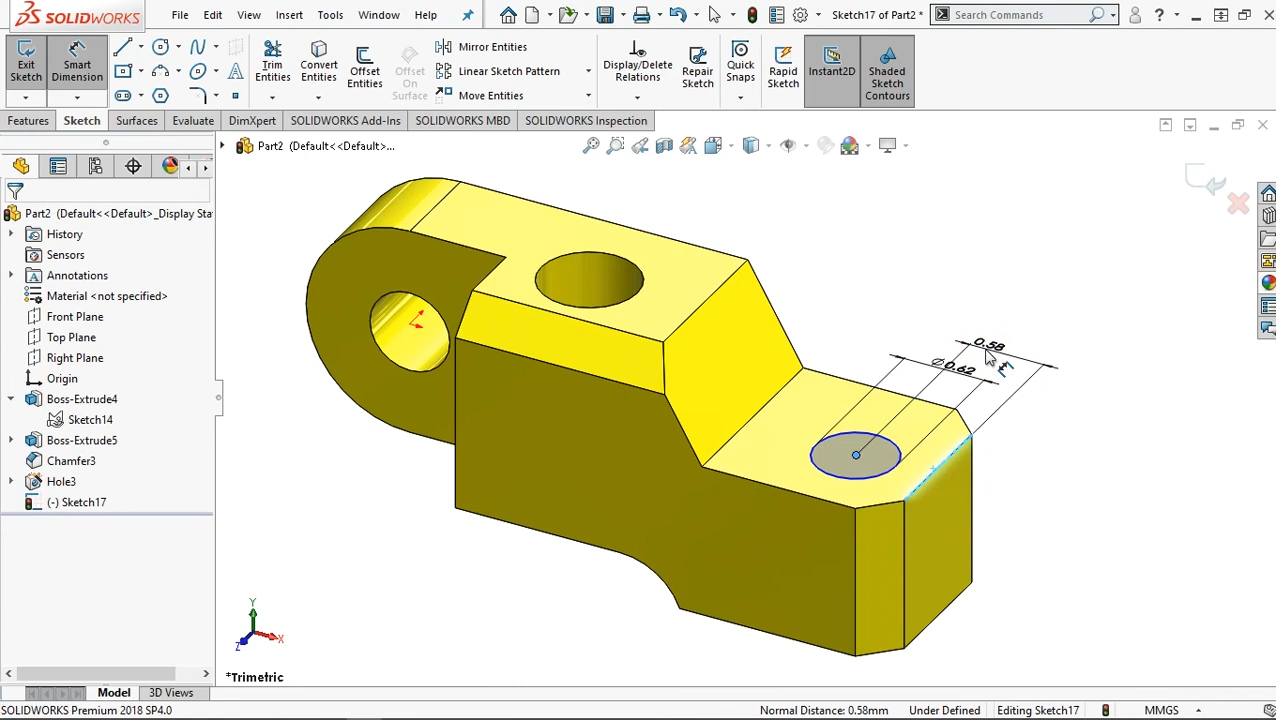 SOLIDWORKS
File Edit View Insert Tools Window Help
Sketch17 of Part2 *
Search Commands
Exit Sketch
Smart Dimension
Trim Entities
Convert Entities
Offset Entities
Offset On Surface
Mirror Entities
Linear Sketch Pattern
Move Entities
Display/Delete Relations
Repair Sketch
Quick Snaps
Rapid Sketch
Instant2D
Shaded Sketch Contours
Features Sketch Surfaces Evaluate DimXpert SOLIDWORKS Add-Ins SOLIDWORKS MBD SOLIDWORKS Inspection
Part2 (Default<<Default>...
Part2 (Default<<Default>_Display Sta
History
Sensors
Annotations
Material <not specified>
Front Plane
Top Plane
Right Plane
Origin
Boss-Extrude4
Sketch14
Boss-Extrude5
Chamfer3
Hole3
(-) Sketch17
0.58
⌀0.62
Y
Z
X
*Trimetric
Model 3D Views
SOLIDWORKS Premium 2018 SP4.0
Normal Distance: 0.58mm Under Defined Editing Sketch17 MMGS